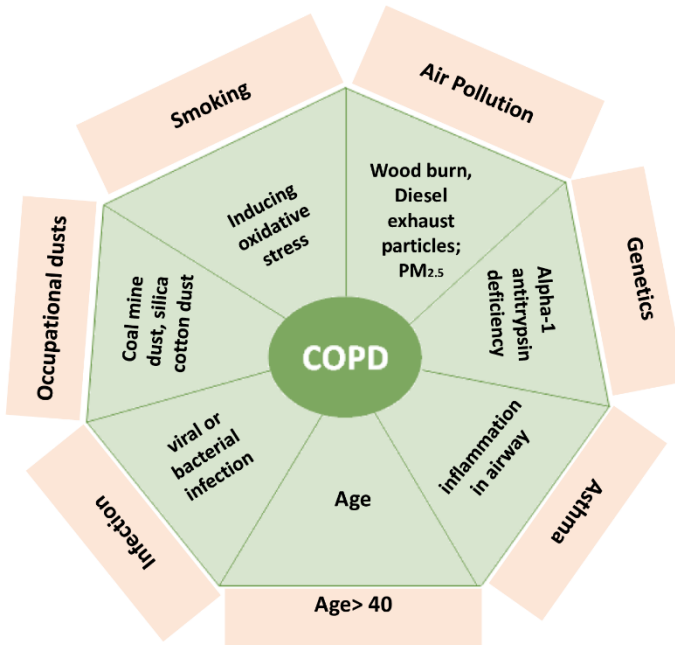 Smoking
Air Pollution
Inducing
oxidative
stress
Wood burn,
Diesel
exhaust
particles;
PM2.5
Genetics
Alpha-1
antitrypsin
deficiency
Occupational dusts
Coal mine
dust, silica
cotton dust
COPD
viral or
bacterial
infection
Infection
Age
Age> 40
inflammation
in airway
Asthma